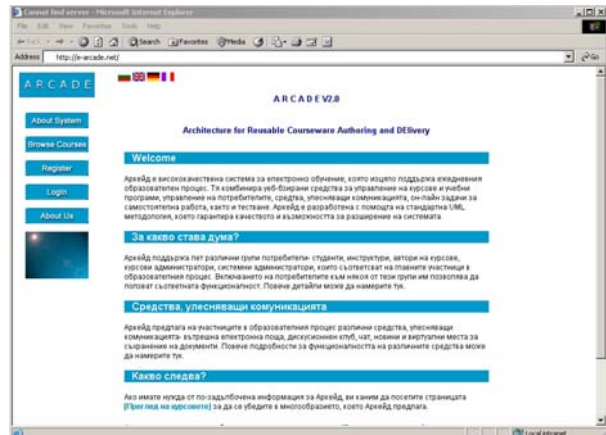 Cannot find server - Microsoft Internet Explorer
File Edit View Favorites Tools Help
Back Search Favorites Media
Address http://e-arcade.net/ Go
ARCADE
About System
Browse Courses
Register
Login
About Us
ARCADE V2.0
Architecture for Reusable Courseware Authoring and DElivery
Welcome
Аркейд е висококачествена система за електронно обучение, която изцяло поддържа ежедневния
образователен процес. Тя комбинира уеб-бзирани средства за управление на курсове и учебни
програми, управление на потребителите, средства, улесняващи комуникацията, он-лайн задачи за
самостоятелна работа, както и тестване. Аркейд е разработена с помощта на стандартна UML
методология, което гарантира качеството и възможността за разширение на системата.
За какво става дума?
Аркейд поддържа пет различни групи потребители- студенти, инструктури, автори на курсове,
курсови администратори, системни администратори, които съответсват на главните участници в
образователния процес. Включването на потребителите към някоя от тези групи им позволява да
ползват съответната функционалност. Повече детайли може да намерите тук.
Средства, улесняващи комуникацията
Аркейд предлага на участниците в образователния процес различни средства, улесняващи
комуникацията- вътрешна електронна поща, дискусионнен клуб, чат, новини и виртуални места за
съхранение на документи. Повече подробности за функционалността на различните средства може
да намерите тук.
Какво следва?
Ако имате нужда от по-задълбочена информация за Аркейд, ви каним да посетите страницата
[Преглед на курсовете] за да се убедите в многообразието, което Аркейд предлага.
Local intranet